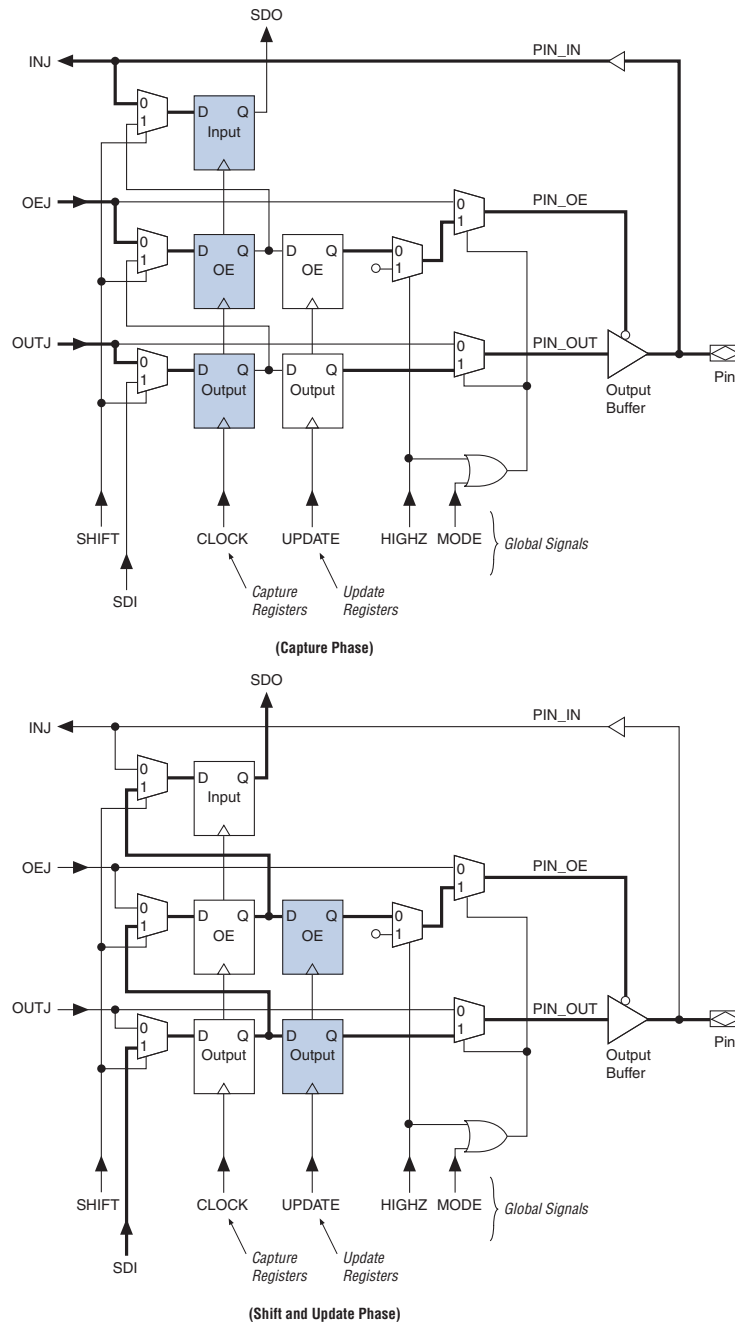 SDO
INJ
PIN_IN
0
1
D Q
Input
OEJ
0
1
PIN_OE
0
1
D Q
OE
D Q
OE
0
1
OUTJ
0
1
PIN_OUT
0
1
D Q
Output
D Q
Output
Output
Buffer
Pin
SHIFT
CLOCK
UPDATE
HIGHZ
MODE
Global Signals
SDI
Capture
Registers
Update
Registers
(Capture Phase)
SDO
INJ
PIN_IN
0
1
D Q
Input
OEJ
0
1
PIN_OE
0
1
D Q
OE
D Q
OE
0
1
OUTJ
0
1
PIN_OUT
0
1
D Q
Output
D Q
Output
Output
Buffer
Pin
SHIFT
CLOCK
UPDATE
HIGHZ
MODE
Global Signals
SDI
Capture
Registers
Update
Registers
(Shift and Update Phase)